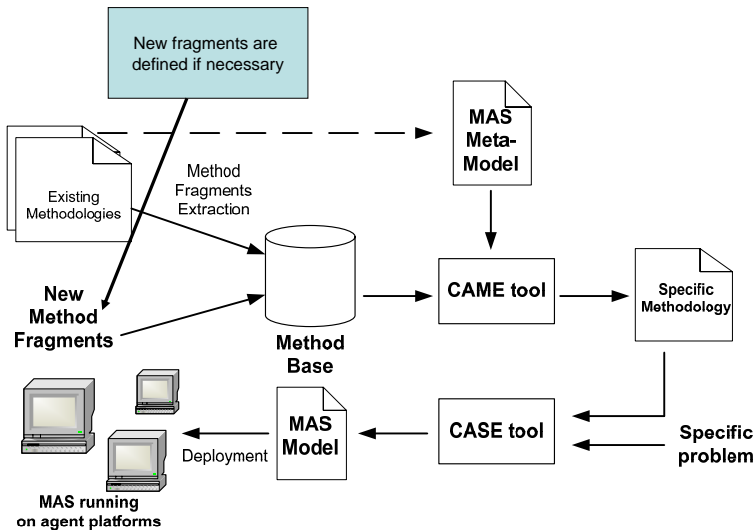 New fragments are
defined if necessary
MAS
Meta-
Model
Existing
Methodologies
Method
Fragments
Extraction
New
Method
Fragments
Method
Base
CAME tool
Specific
Methodology
MAS
Model
CASE tool
Specific
problem
Deployment
MAS running
on agent platforms